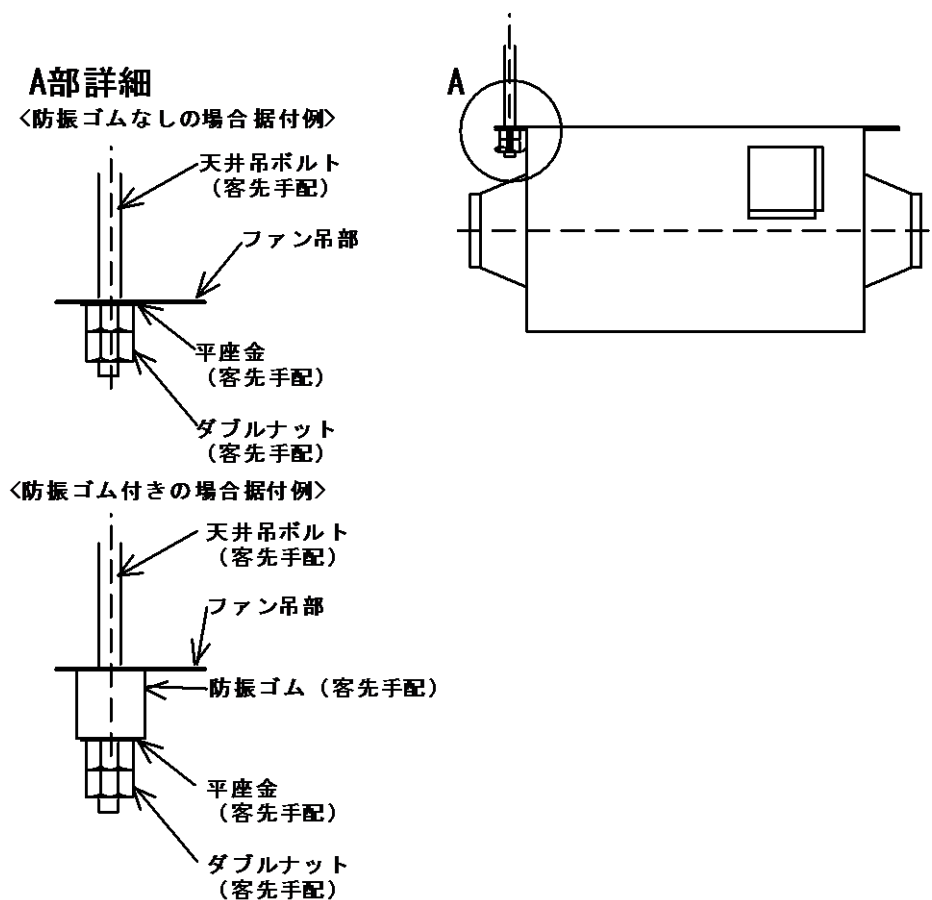 A部詳細
<防振ゴムなしの場合据付例>
天井吊ボルト
(客先手配)
ファン吊部
平座金
(客先手配)
ダブルナット
(客先手配)
<防振ゴム付きの場合据付例>
天井吊ボルト
(客先手配)
ファン吊部
防振ゴム(客先手配)
平座金
(客先手配)
ダブルナット
(客先手配)
A